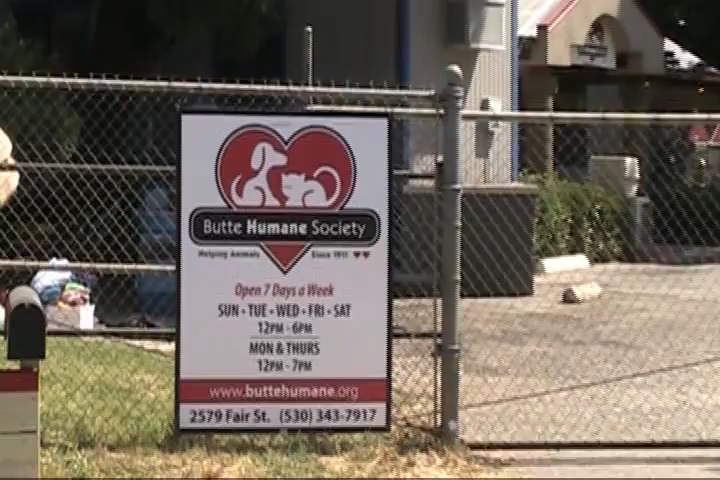 Butte Humane Society
Helping Animals Since 1911
Open 7 Days a Week
SUN • TUE • WED • FRI • SAT
12PM - 6PM
MON & THURS
12PM - 7PM
www.buttehumane.org
2579 Fair St. (530) 343-7917